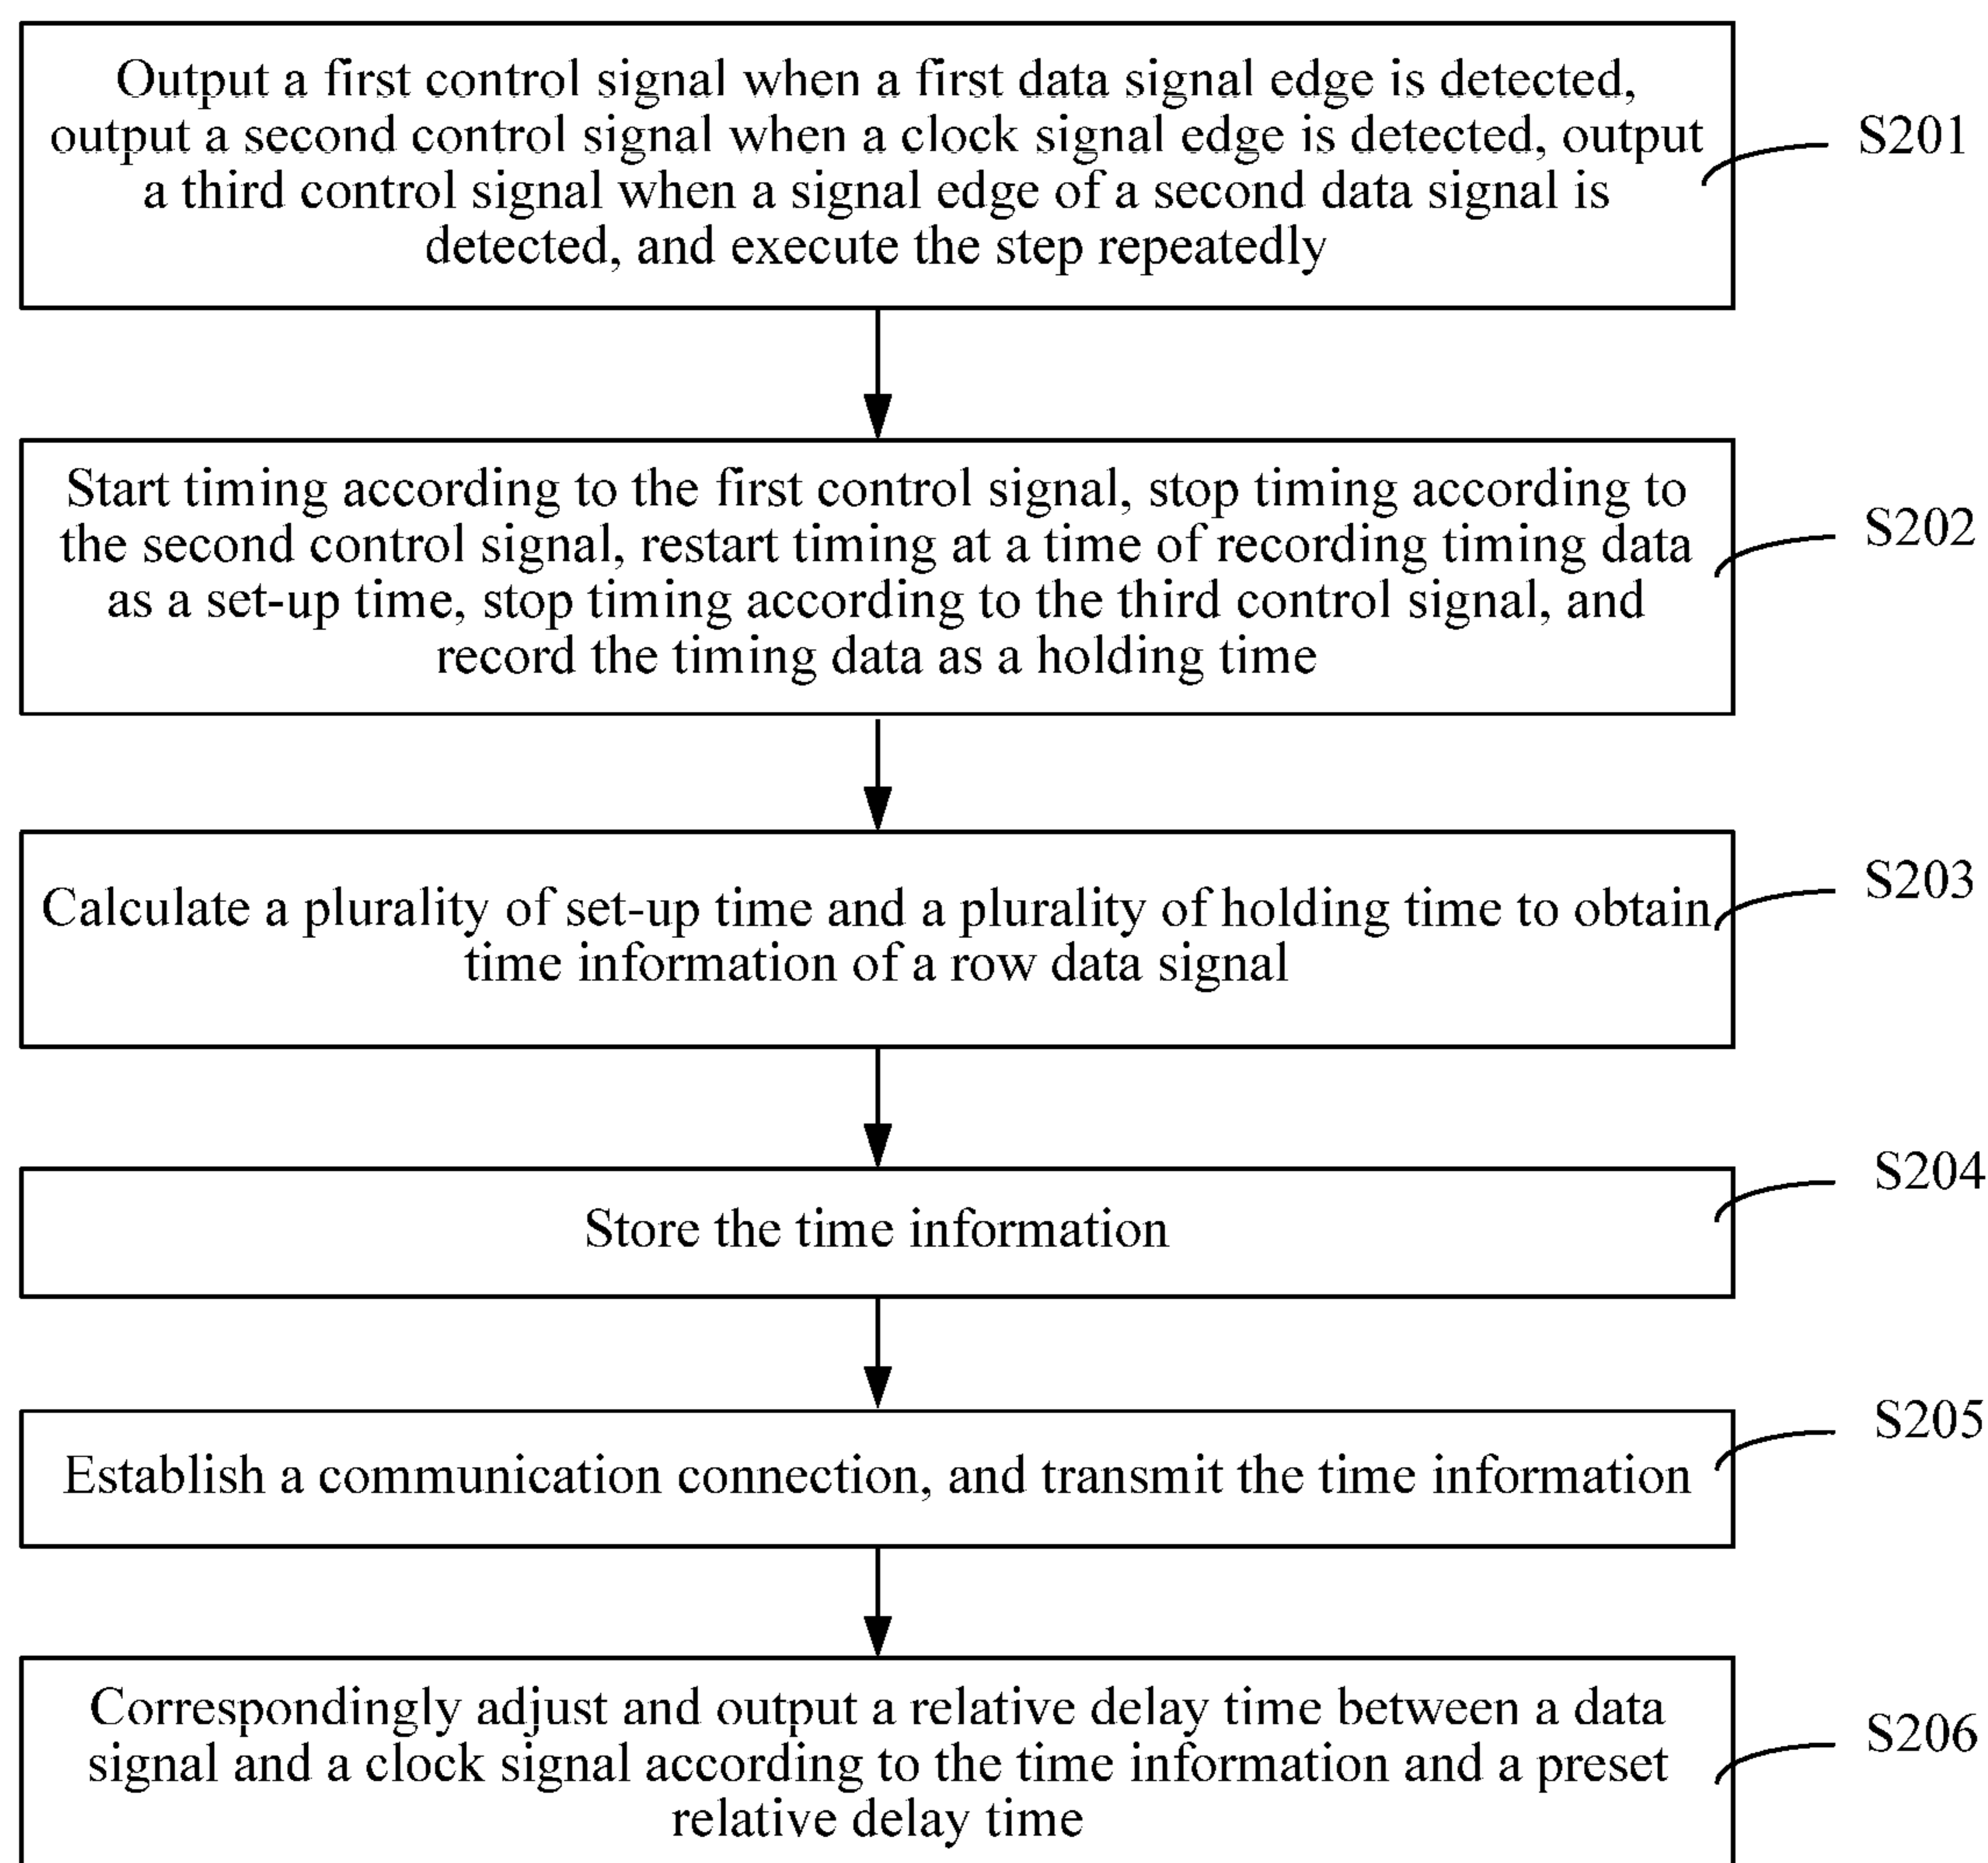 Output a first control signal when a first data signal edge is detected,
output a second control signal when a clock signal edge is detected, output
a third control signal when a signal edge of a second data signal is
detected, and execute the step repeatedly
S201
Start timing according to the first control signal, stop timing according to
the second control signal, restart timing at a time of recording timing data
as a set-up time, stop timing according to the third control signal, and
record the timing data as a holding time
S202
Calculate a plurality of set-up time and a plurality of holding time to obtain
time information of a row data signal
S203
Store the time information
S204
Establish a communication connection, and transmit the time information
S205
Correspondingly adjust and output a relative delay time between a data
signal and a clock signal according to the time information and a preset
relative delay time
S206